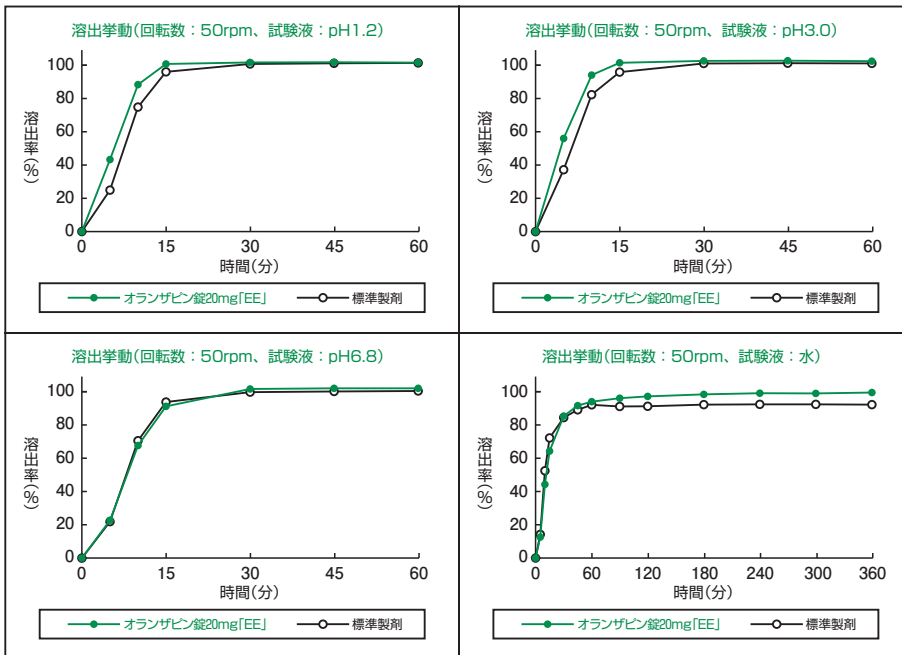 溶出挙動(回転数：50rpm、試験液：pH1.2)
溶出率(%)
100
80
60
40
20
0
0 15 30 45 60
時間(分)
オランザピン錠20mg「EE」 標準製剤
溶出挙動(回転数：50rpm、試験液：pH3.0)
溶出率(%)
100
80
60
40
20
0
0 15 30 45 60
時間(分)
オランザピン錠20mg「EE」 標準製剤
溶出挙動(回転数：50rpm、試験液：pH6.8)
溶出率(%)
100
80
60
40
20
0
0 15 30 45 60
時間(分)
オランザピン錠20mg「EE」 標準製剤
溶出挙動(回転数：50rpm、試験液：水)
溶出率(%)
100
80
60
40
20
0
0 60 120 180 240 300 360
時間(分)
オランザピン錠20mg「EE」 標準製剤